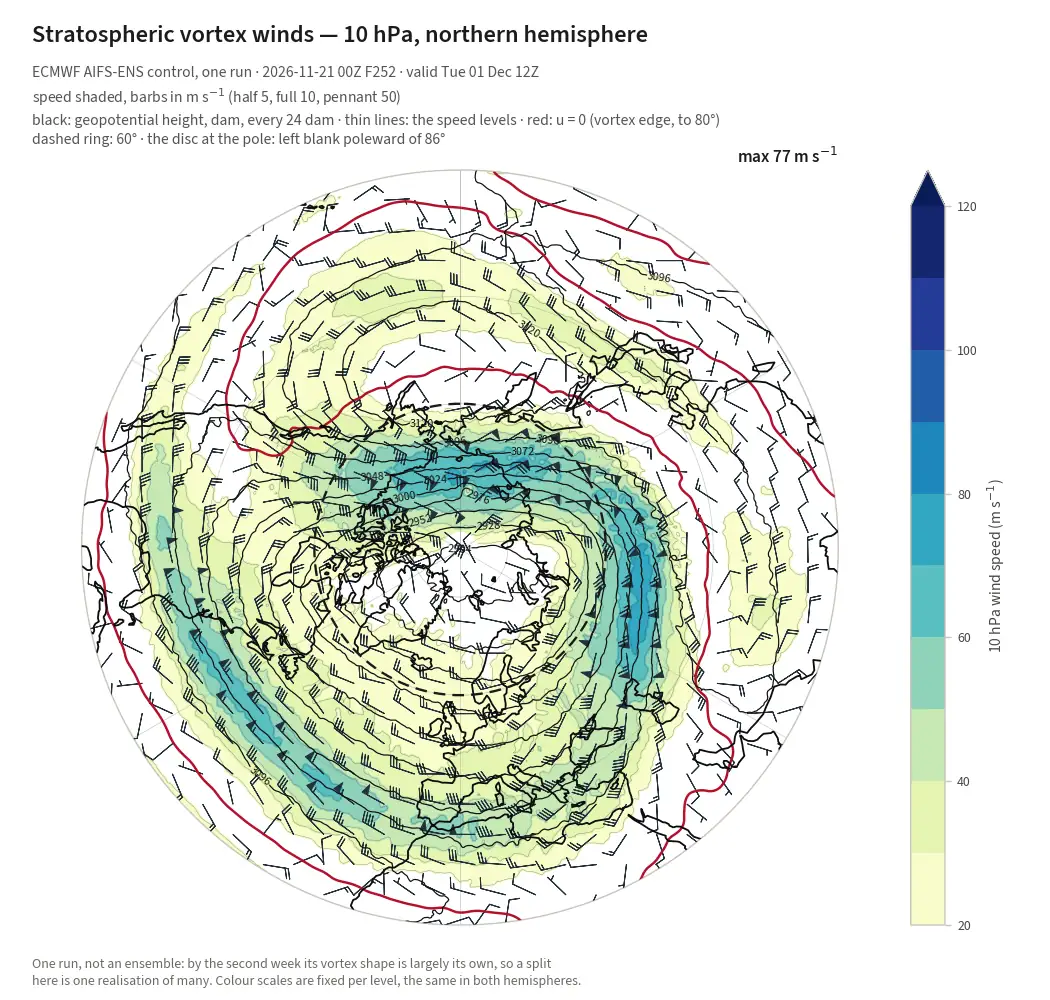 Stratospheric vortex winds — 10 hPa, northern hemisphere
ECMWF AIFS-ENS control, one run · 2026-11-21 00Z F252 · valid Tue 01 Dec 12Z
speed shaded, barbs in m s⁻¹ (half 5, full 10, pennant 50)
black: geopotential height, dam, every 24 dam · thin lines: the speed levels · red: u = 0 (vortex edge, to 80°)
dashed ring: 60° · the disc at the pole: left blank poleward of 86°
max 77 m s⁻¹
120
100
80
60
40
20
10 hPa wind speed (m s⁻¹)
3096
3120
3120
3072
3048
3024
3000
2976
2952
2928
3096
One run, not an ensemble: by the second week its vortex shape is largely its own, so a split
here is one realisation of many. Colour scales are fixed per level, the same in both hemispheres.